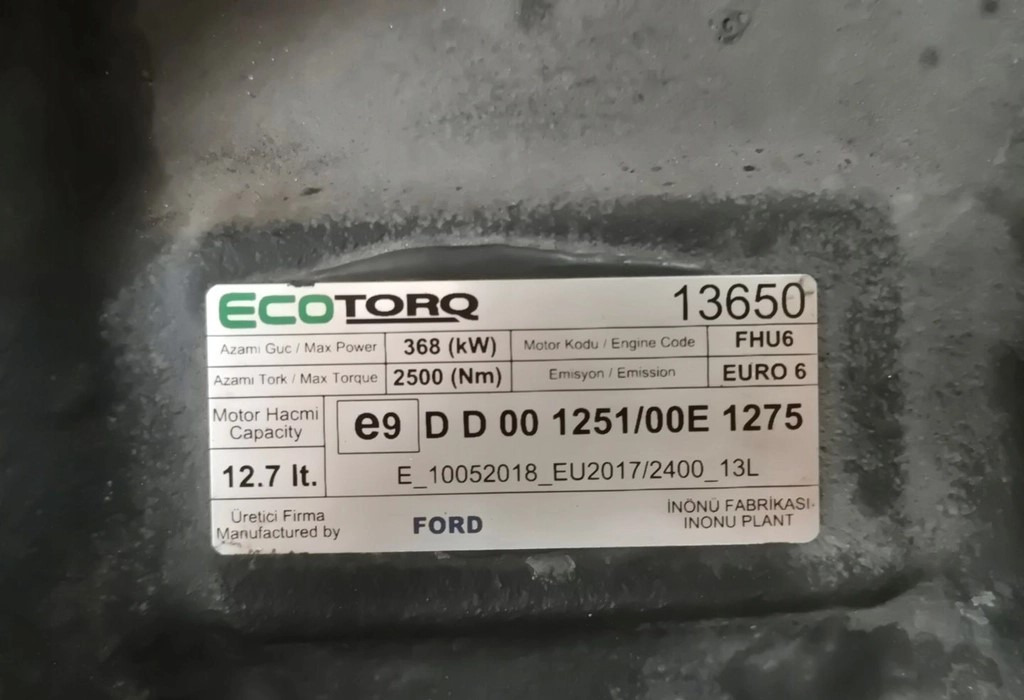 ECOTORQ 13650
Azami Guc / Max Power 368 (kW) Motor Kodu / Engine Code FHU6
Azamı Tork / Max Torque 2500 (Nm) Emisyon / Emission EURO 6
Motor Hacmi
Capacity
e9 D D 00 1251/00E 1275
12.7 lt. E_10052018_EU2017/2400_13L
Üretici Firma
Manufactured by
FORD
İNÖNÜ FABRİKASI
INONU PLANT